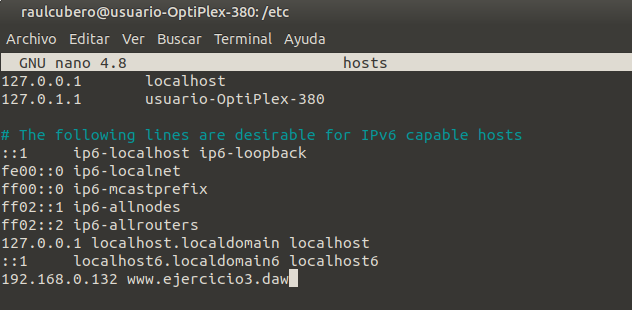 raulcubero@usuario-OptiPlex-380: /etc
Archivo Editar Ver Buscar Terminal Ayuda
GNU nano 4.8 hosts
127.0.0.1 localhost
127.0.1.1 usuario-OptiPlex-380
# The following lines are desirable for IPv6 capable hosts
::1 ip6-localhost ip6-loopback
fe00::0 ip6-localnet
ff00::0 ip6-mcastprefix
ff02::1 ip6-allnodes
ff02::2 ip6-allrouters
127.0.0.1 localhost.localdomain localhost
::1 localhost6.localdomain6 localhost6
192.168.0.132 www.ejercicio3.daw